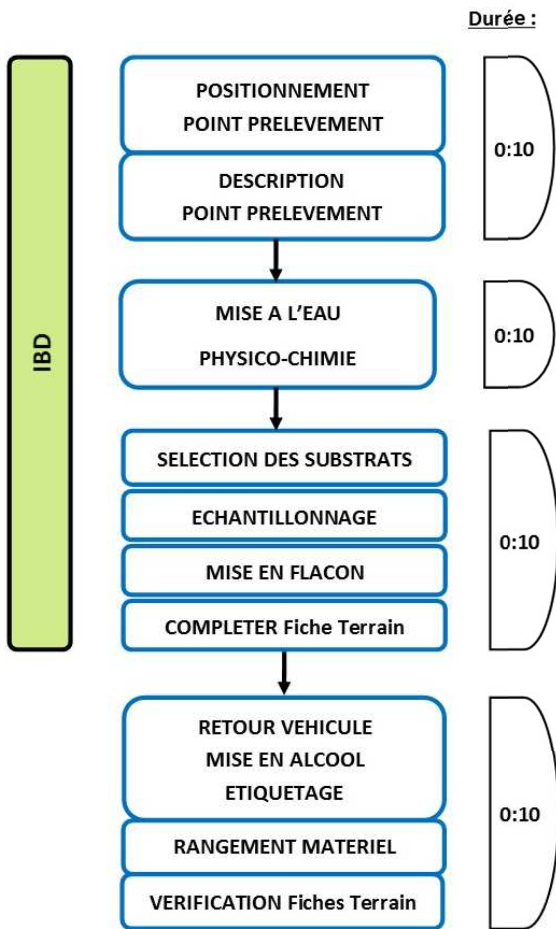 Durée :
POSITIONNEMENT
POINT PRELEVEMENT
0:10
DESCRIPTION
POINT PRELEVEMENT
MISE A L’EAU
PHYSICO-CHIMIE
0:10
IBD
SELECTION DES SUBSTRATS
ECHANTILLONNAGE
MISE EN FLACON
COMPLETER Fiche Terrain
0:10
RETOUR VEHICULE
MISE EN ALCOOL
ETIQUETAGE
RANGEMENT MATERIEL
VERIFICATION Fiches Terrain
0:10